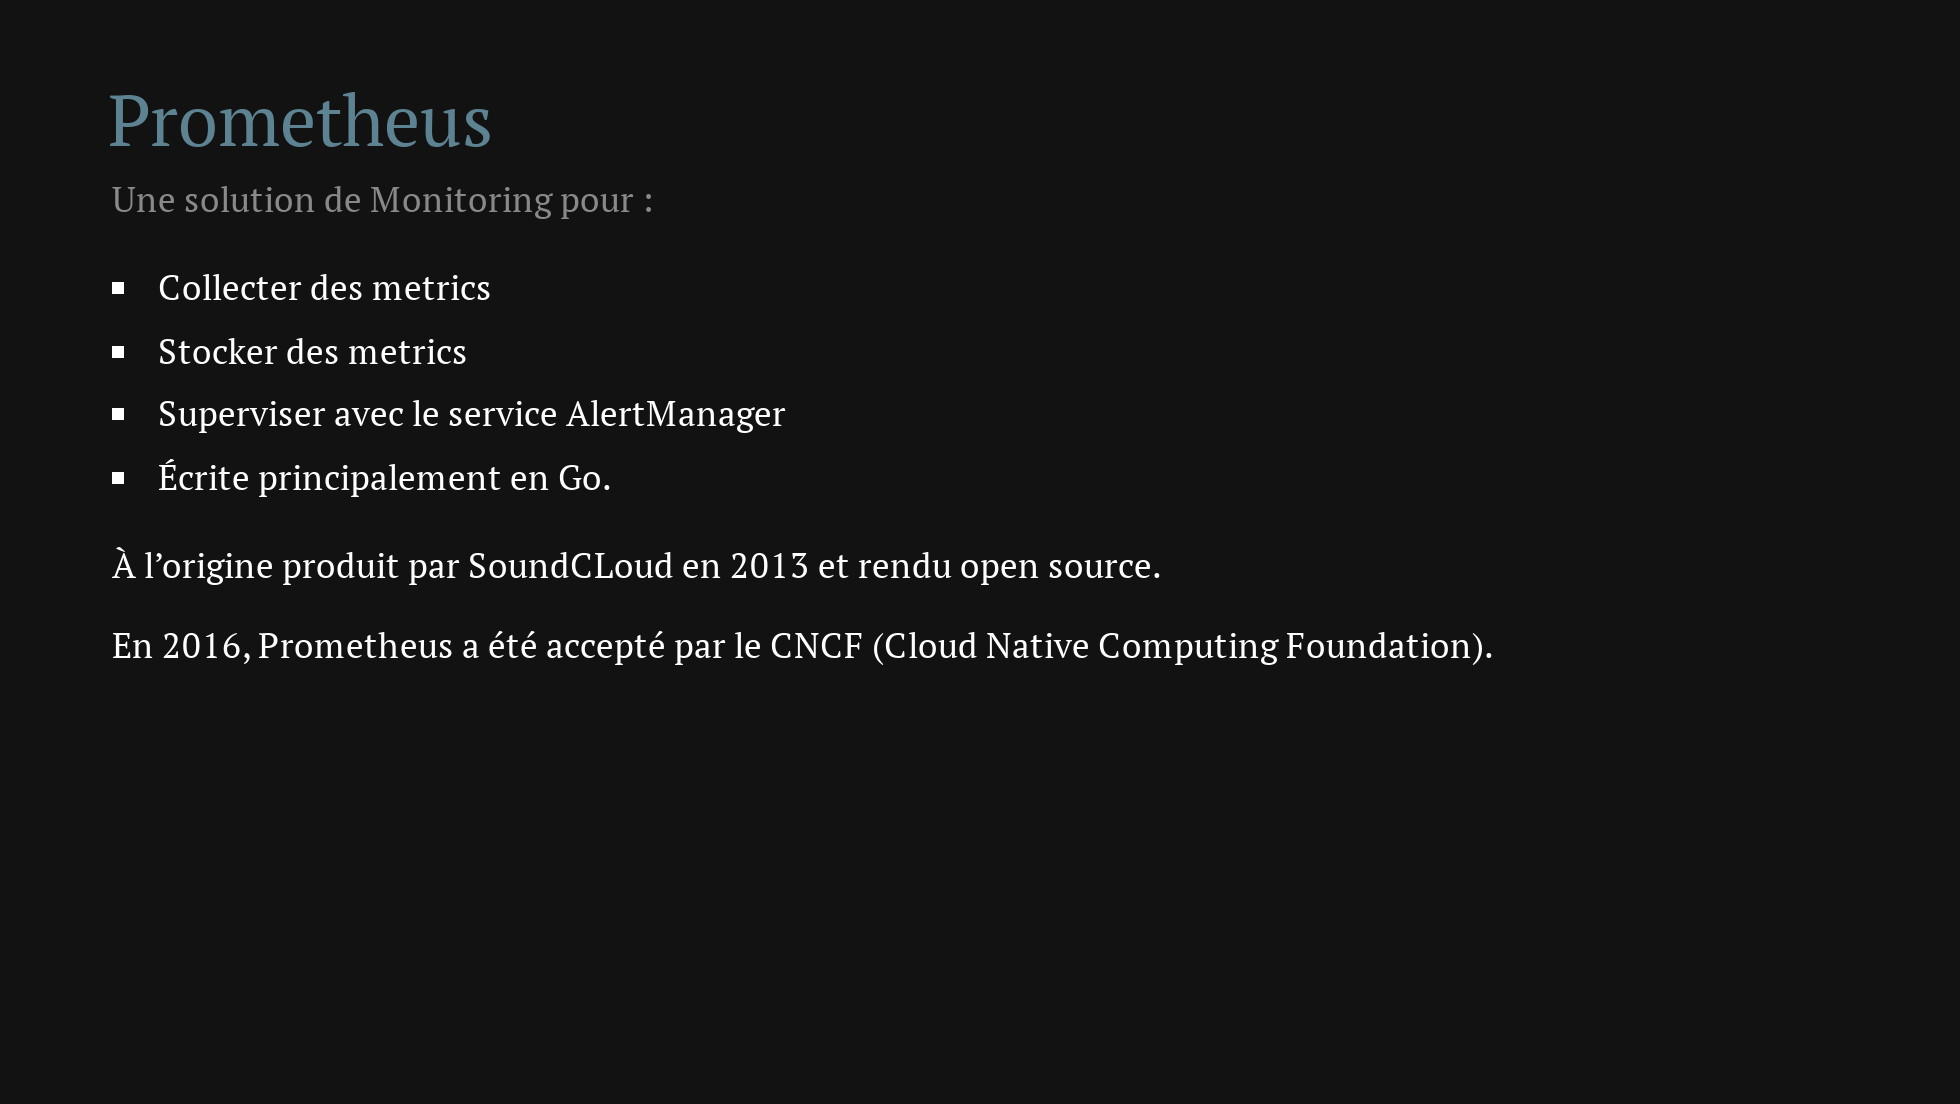 Prometheus
Une solution de Monitoring pour :
Collecter des metrics
Stocker des metrics
Superviser avec le service AlertManager
Écrite principalement en Go.
À l’origine produit par SoundCLoud en 2013 et rendu open source.
En 2016, Prometheus a été accepté par le CNCF (Cloud Native Computing Foundation).